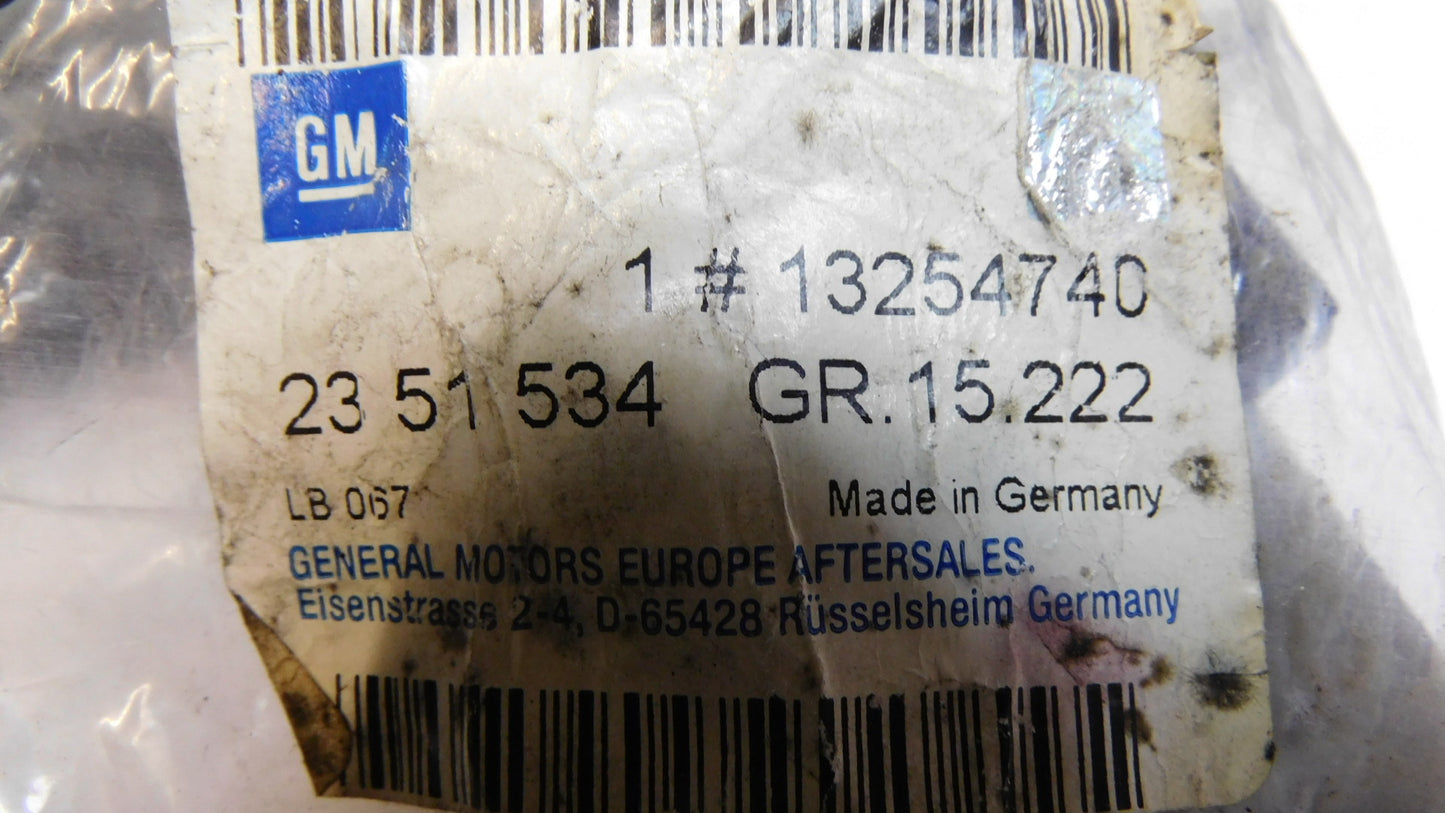 GM
1 # 13254740
23 51 534 GR.15.222
LB 067 Made in Germany
GENERAL MOTORS EUROPE AFTERSALES.
Eisenstrasse 2-4, D-65428 Rüsselsheim Germany